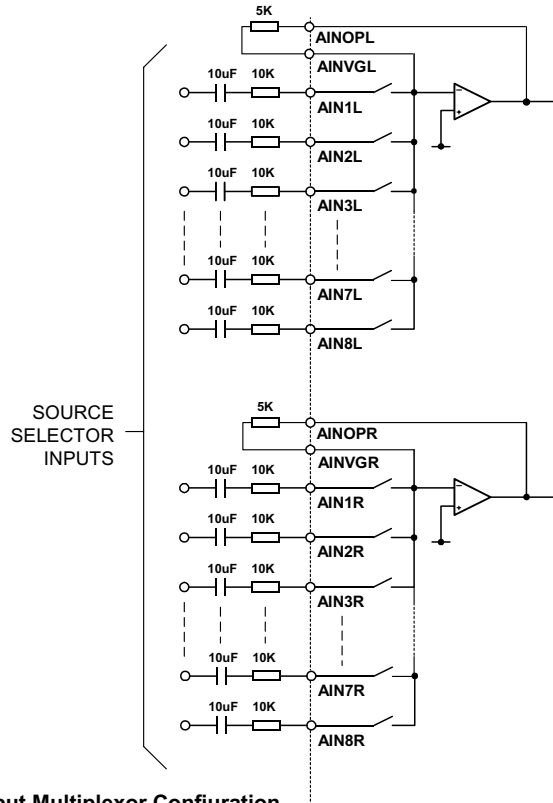 5K
AINOPL
AINVGL
10uF 10K
AIN1L
10uF 10K
AIN2L
10uF 10K
AIN3L
10uF 10K
AIN7L
10uF 10K
AIN8L
SOURCE
SELECTOR
INPUTS
5K
AINOPR
AINVGR
10uF 10K
AIN1R
10uF 10K
AIN2R
10uF 10K
AIN3R
10uF 10K
AIN7R
10uF 10K
AIN8R
Multiplexor Confiuration